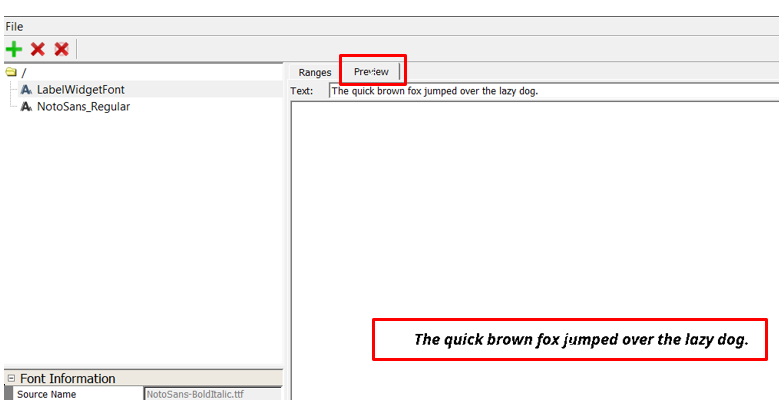 File
/
LabelWidgetFont
NotoSans_Regular
Ranges Preview
Text: The quick brown fox jumped over the lazy dog.
The quick brown fox jumped over the lazy dog.
Font Information
Source Name NotoSans-BoldItalic.ttf